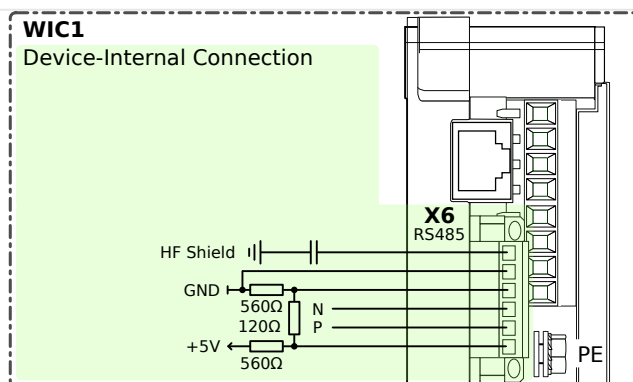 WIC1
Device-Internal Connection
X6
RS485
HF Shield
GND
560Ω
N
120Ω
P
+5V
560Ω
PE